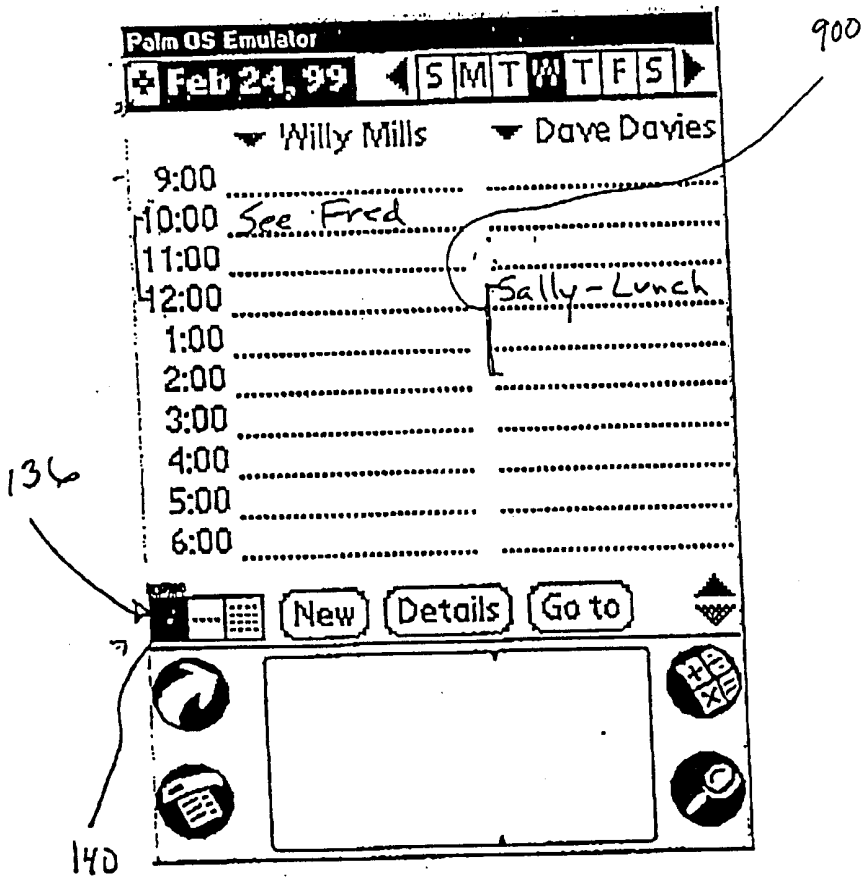 900
Palm OS Emulator
Feb 24, 99 S M T W T F S
Willy Mills Dave Davies
9:00
10:00 See Fred
11:00
12:00 Sally-Lunch
1:00
2:00
3:00
4:00
5:00
6:00
136
New Details Go to
140